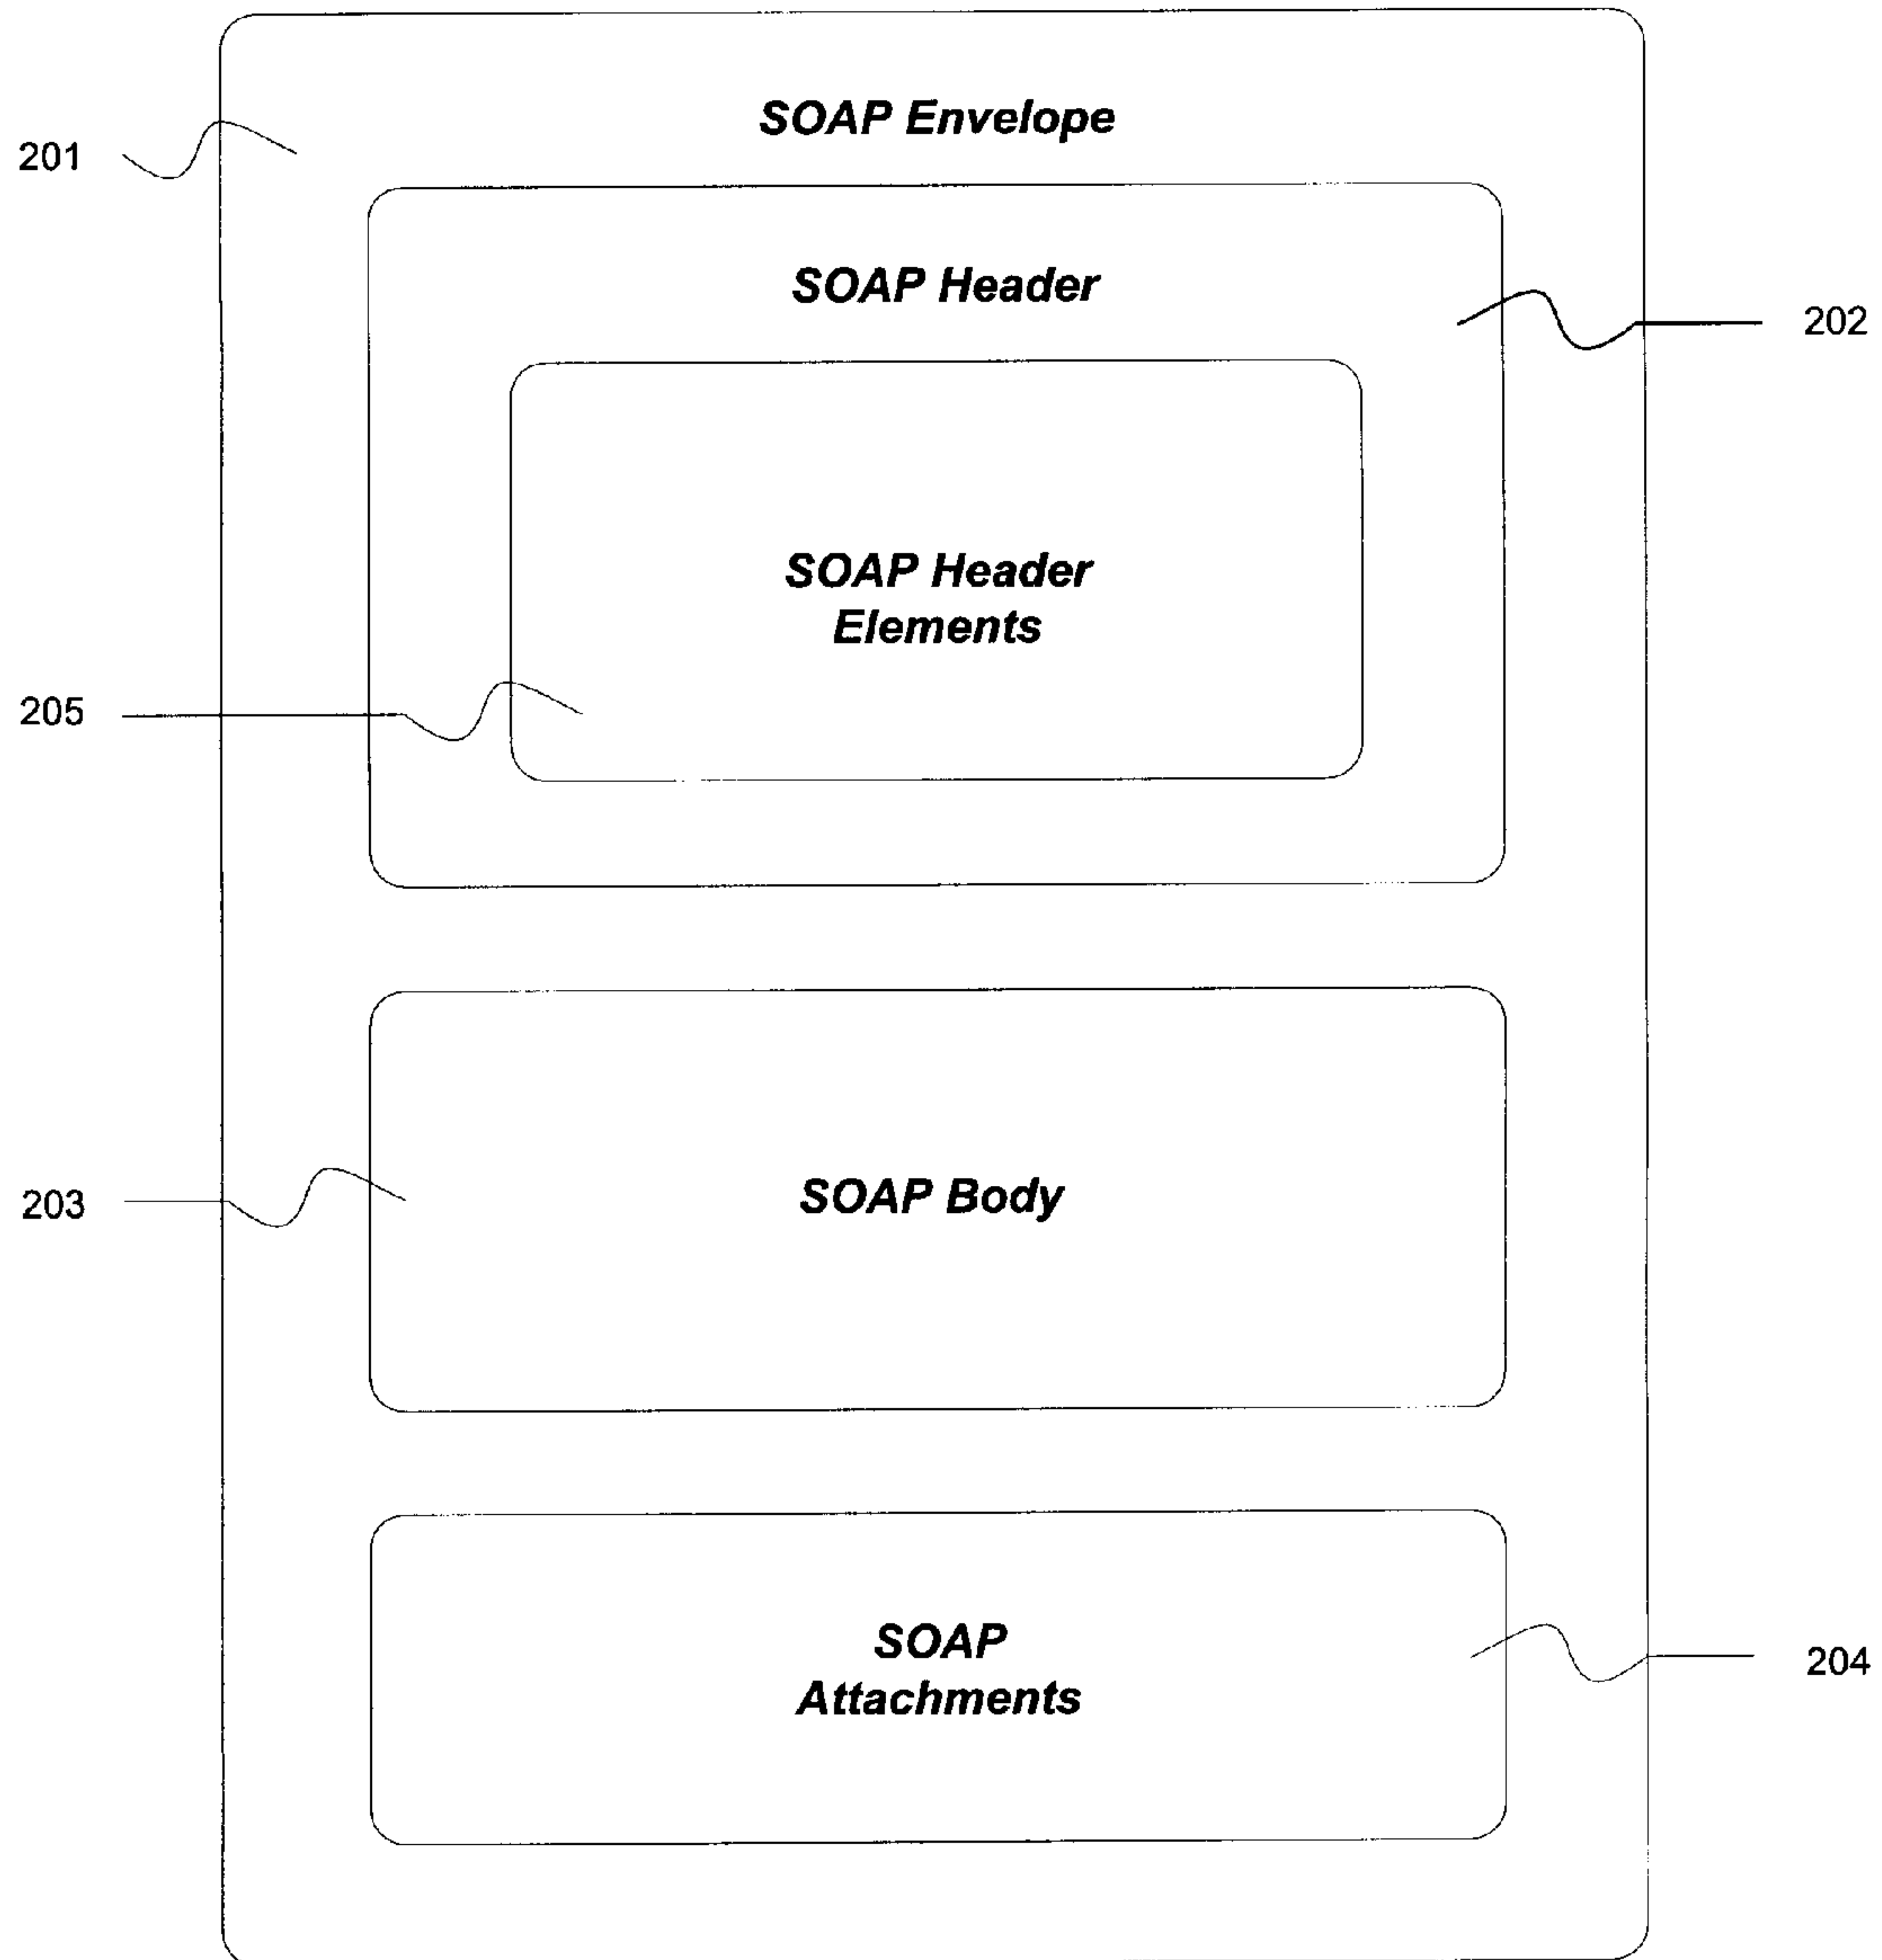 SOAP Envelope
201
SOAP Header
202
SOAP Header
Elements
205
SOAP Body
203
SOAP
Attachments
204